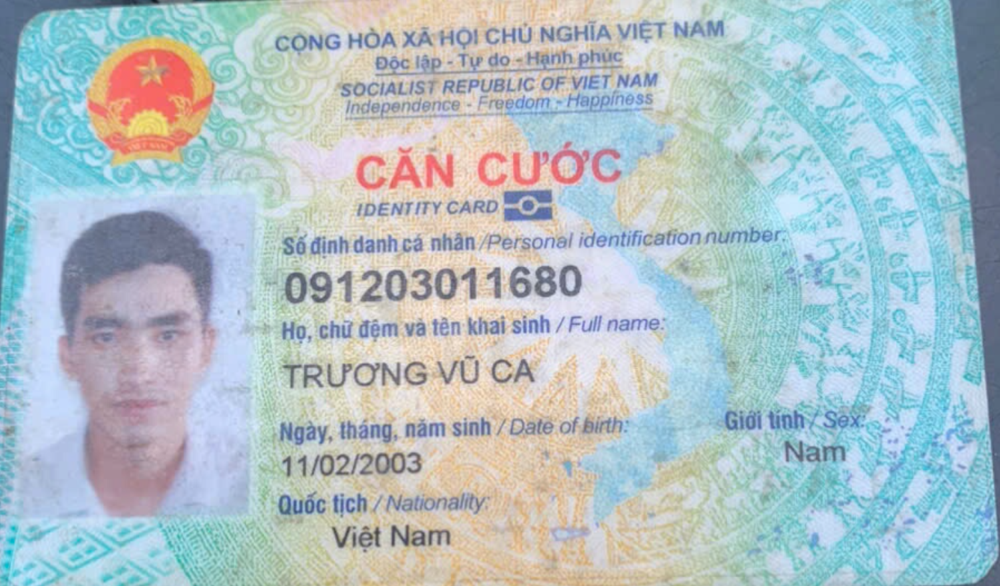 CỘNG HÒA XÃ HỘI CHỦ NGHĨA VIỆT NAM
Độc lập - Tự do - Hạnh phúc
SOCIALIST REPUBLIC OF VIET NAM
Independence - Freedom - Happiness
VIỆT NAM
CĂN CƯỚC
IDENTITY CARD
Số định danh cá nhân / Personal identification number:
091203011680
Họ, chữ đệm và tên khai sinh / Full name:
TRƯƠNG VŨ CA
Ngày, tháng, năm sinh / Date of birth:
11/02/2003
Giới tính / Sex:
Nam
Quốc tịch / Nationality:
Việt Nam